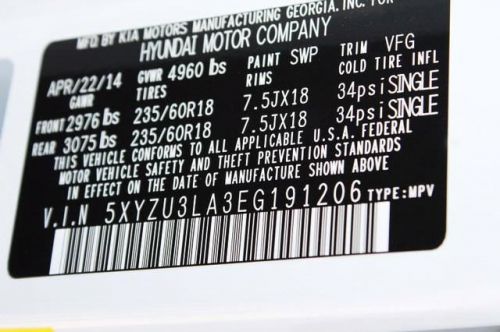 MFG.BY KIA MOTORS MANUFACTURING GEORGIA, INC. FOR
HYUNDAI MOTOR COMPANY
APR/22/14 GVWR 4960 lbs PAINT SWP TRIM VFG
GAWR TIRES RIMS COLD TIRE INFL
FRONT 2976 lbs 235/60R18 7.5JX18 34psi SINGLE
REAR 3075 lbs 235/60R18 7.5JX18 34psi SINGLE
THIS VEHICLE CONFORMS TO ALL APPLICABLE U.S.A. FEDERAL
MOTOR VEHICLE SAFETY AND THEFT PREVENTION STANDARDS
IN EFFECT ON THE DATE OF MANUFACTURE SHOWN ABOVE.
V.I.N 5XYZU3LA3EG191206 TYPE:MPV